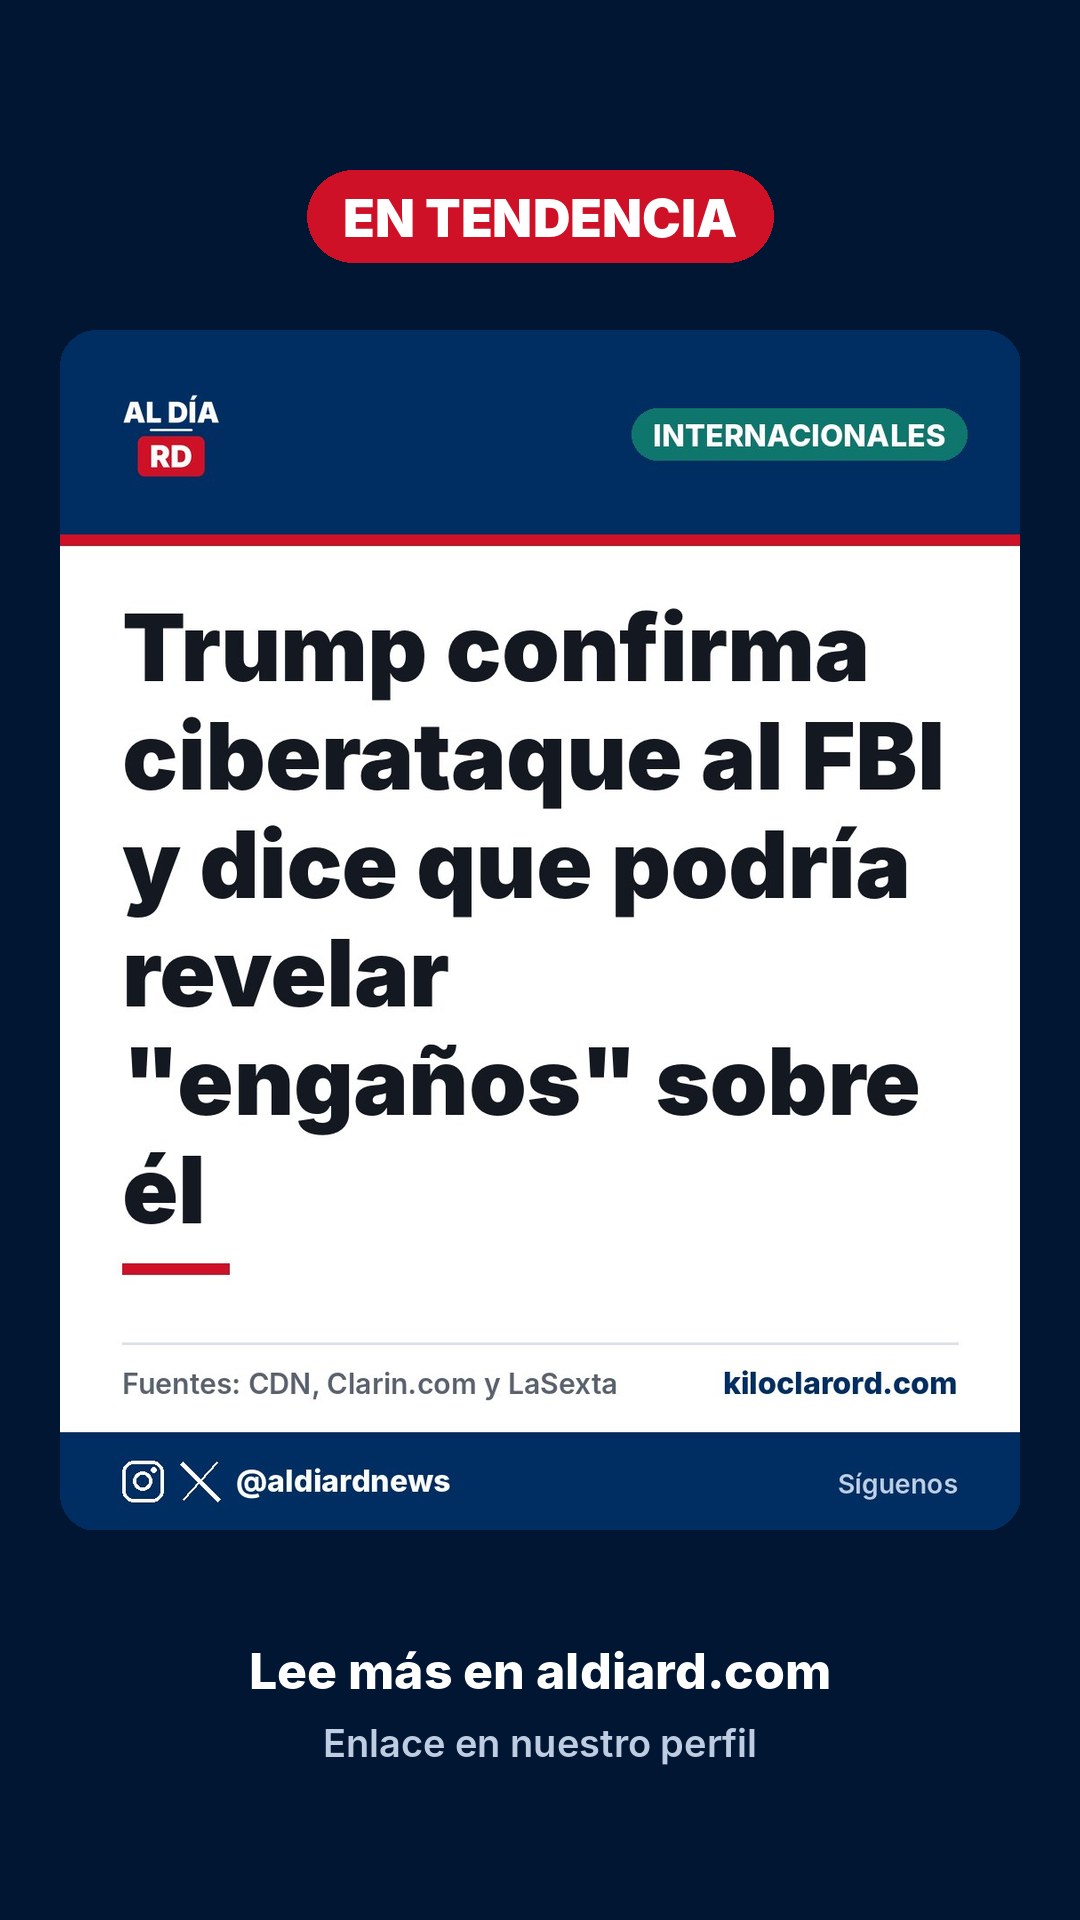 EN TENDENCIA
AL DÍA
RD
INTERNACIONALES
Trump confirma
ciberataque al FBI
y dice que podría
revelar
"engaños" sobre
él
Fuentes: CDN, Clarin.com y LaSexta
kiloclarord.com
@aldiardnews
Síguenos
Lee más en aldiard.com
Enlace en nuestro perfil